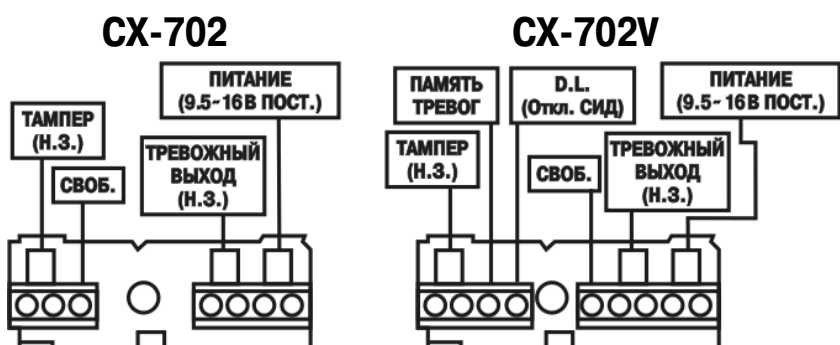 CX-702
ПИТАНИЕ
(9.5~16В ПОСТ.)
ТАМПЕР
(Н.З.)
ТРЕВОЖНЫЙ
ВЫХОД
(Н.З.)
СВОБ.
CX-702V
ПАМЯТЬ
ТРЕВОГ
D.L.
(Откл. СИД)
ПИТАНИЕ
(9.5~16В ПОСТ.)
ТАМПЕР
(Н.З.)
СВОБ.
ТРЕВОЖНЫЙ
ВЫХОД
(Н.З.)